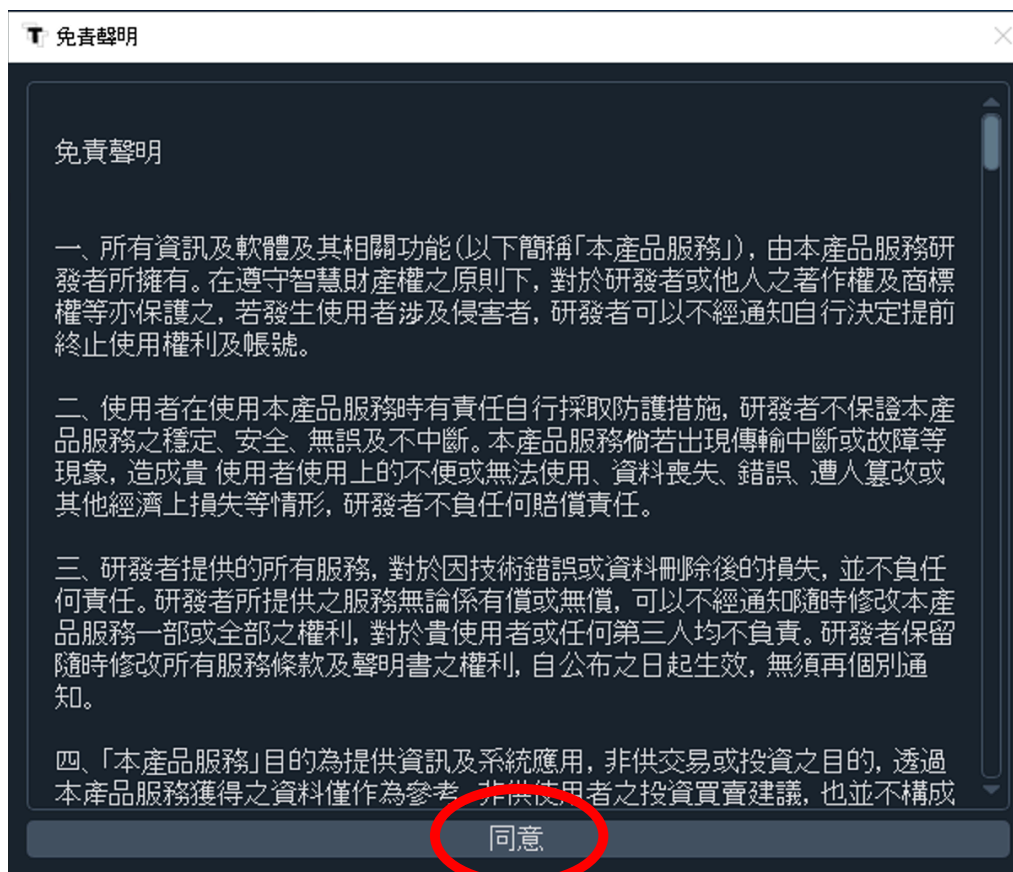 免責聲明
免責聲明
一、所有資訊及軟體及其相關功能(以下簡稱「本產品服務」)，由本產品服務研
發者所擁有。在遵守智慧財產權之原則下，對於研發者或他人之著作權及商標
權等亦保護之，若發生使用者涉及侵害者，研發者可以不經通知自行決定提前
終止使用權利及帳號。
二、使用者在使用本產品服務時有責任自行採取防護措施，研發者不保證本產
品服務之穩定、安全、無誤及不中斷。本產品服務倘若出現傳輸中斷或故障等
現象，造成貴 使用者使用上的不便或無法使用、資料喪失、錯誤、遭人篡改或
其他經濟上損失等情形，研發者不負任何賠償責任。
三、研發者提供的所有服務，對於因技術錯誤或資料刪除後的損失，並不負任
何責任。研發者所提供之服務無論係有償或無償，可以不經通知隨時修改本產
品服務一部或全部之權利，對於貴使用者或任何第三人均不負責。研發者保留
隨時修改所有服務條款及聲明書之權利，自公布之日起生效，無須再個別通
知。
四、「本產品服務」目的為提供資訊及系統應用，非供交易或投資之目的，透過
本產品服務獲得之資料僅作為參考，非供使用者之投資買賣建議，也並不構成
同意